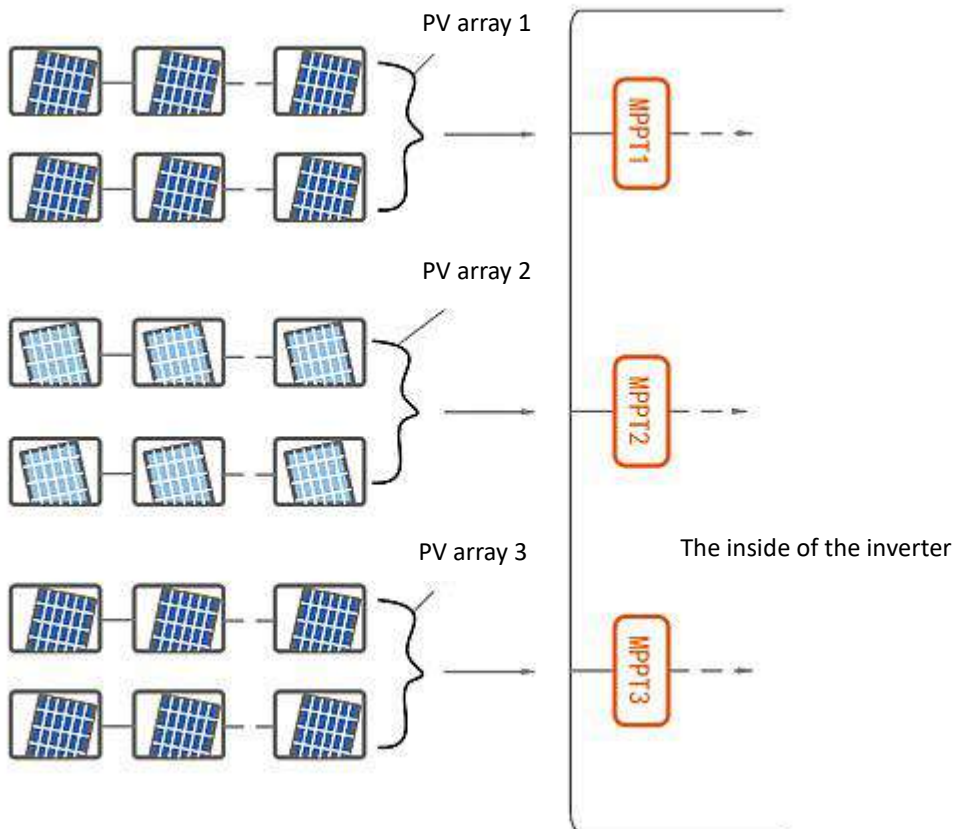 PV array 1
MPPT1
PV array 2
MPPT2
PV array 3
The inside of the inverter
MPPT3